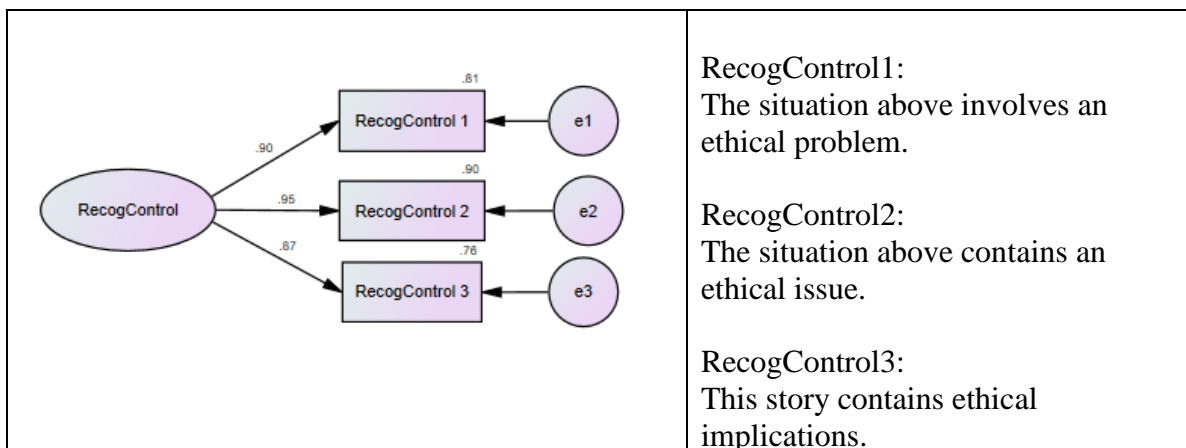 .81
RecogControl 1
e1
.90
.90
RecogControl
.95
RecogControl 2
e2
.87
.76
RecogControl 3
e3
RecogControl1:
The situation above involves an
ethical problem.
RecogControl2:
The situation above contains an
ethical issue.
RecogControl3:
This story contains ethical
implications.